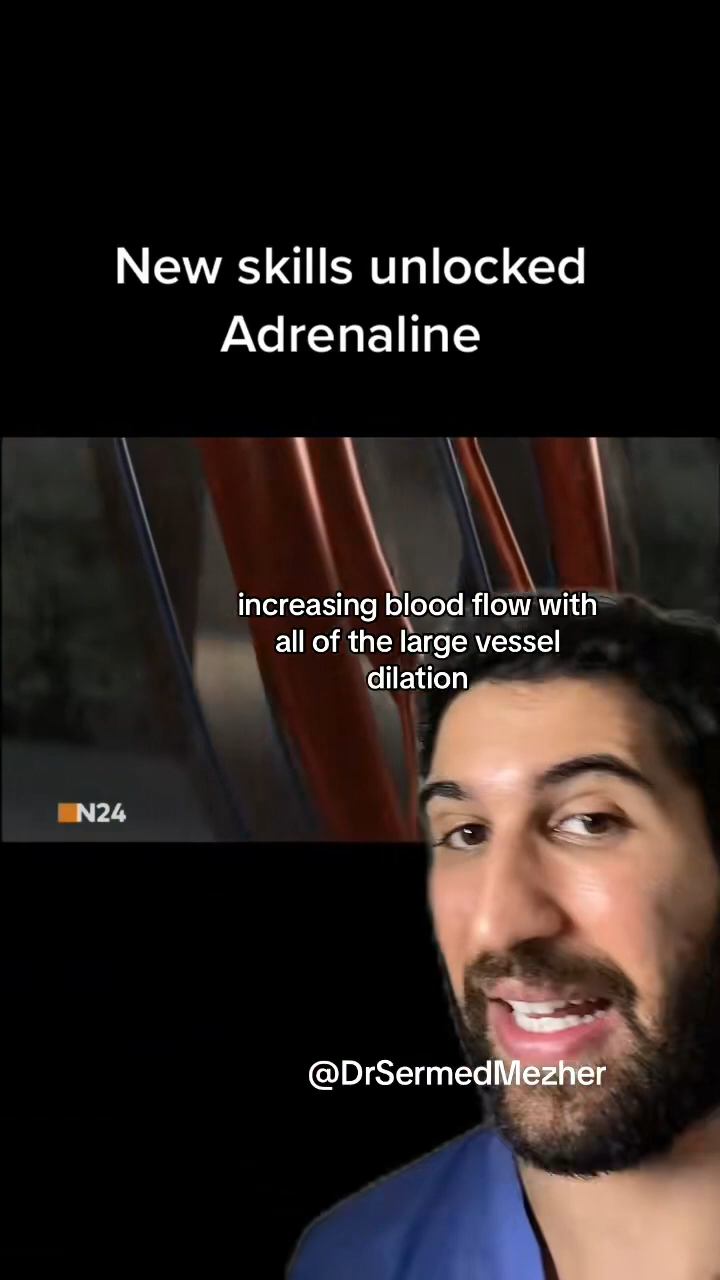 New skills unlocked
Adrenaline
increasing blood flow with
all of the large vessel
dilation
N24
@DrSermedMezher